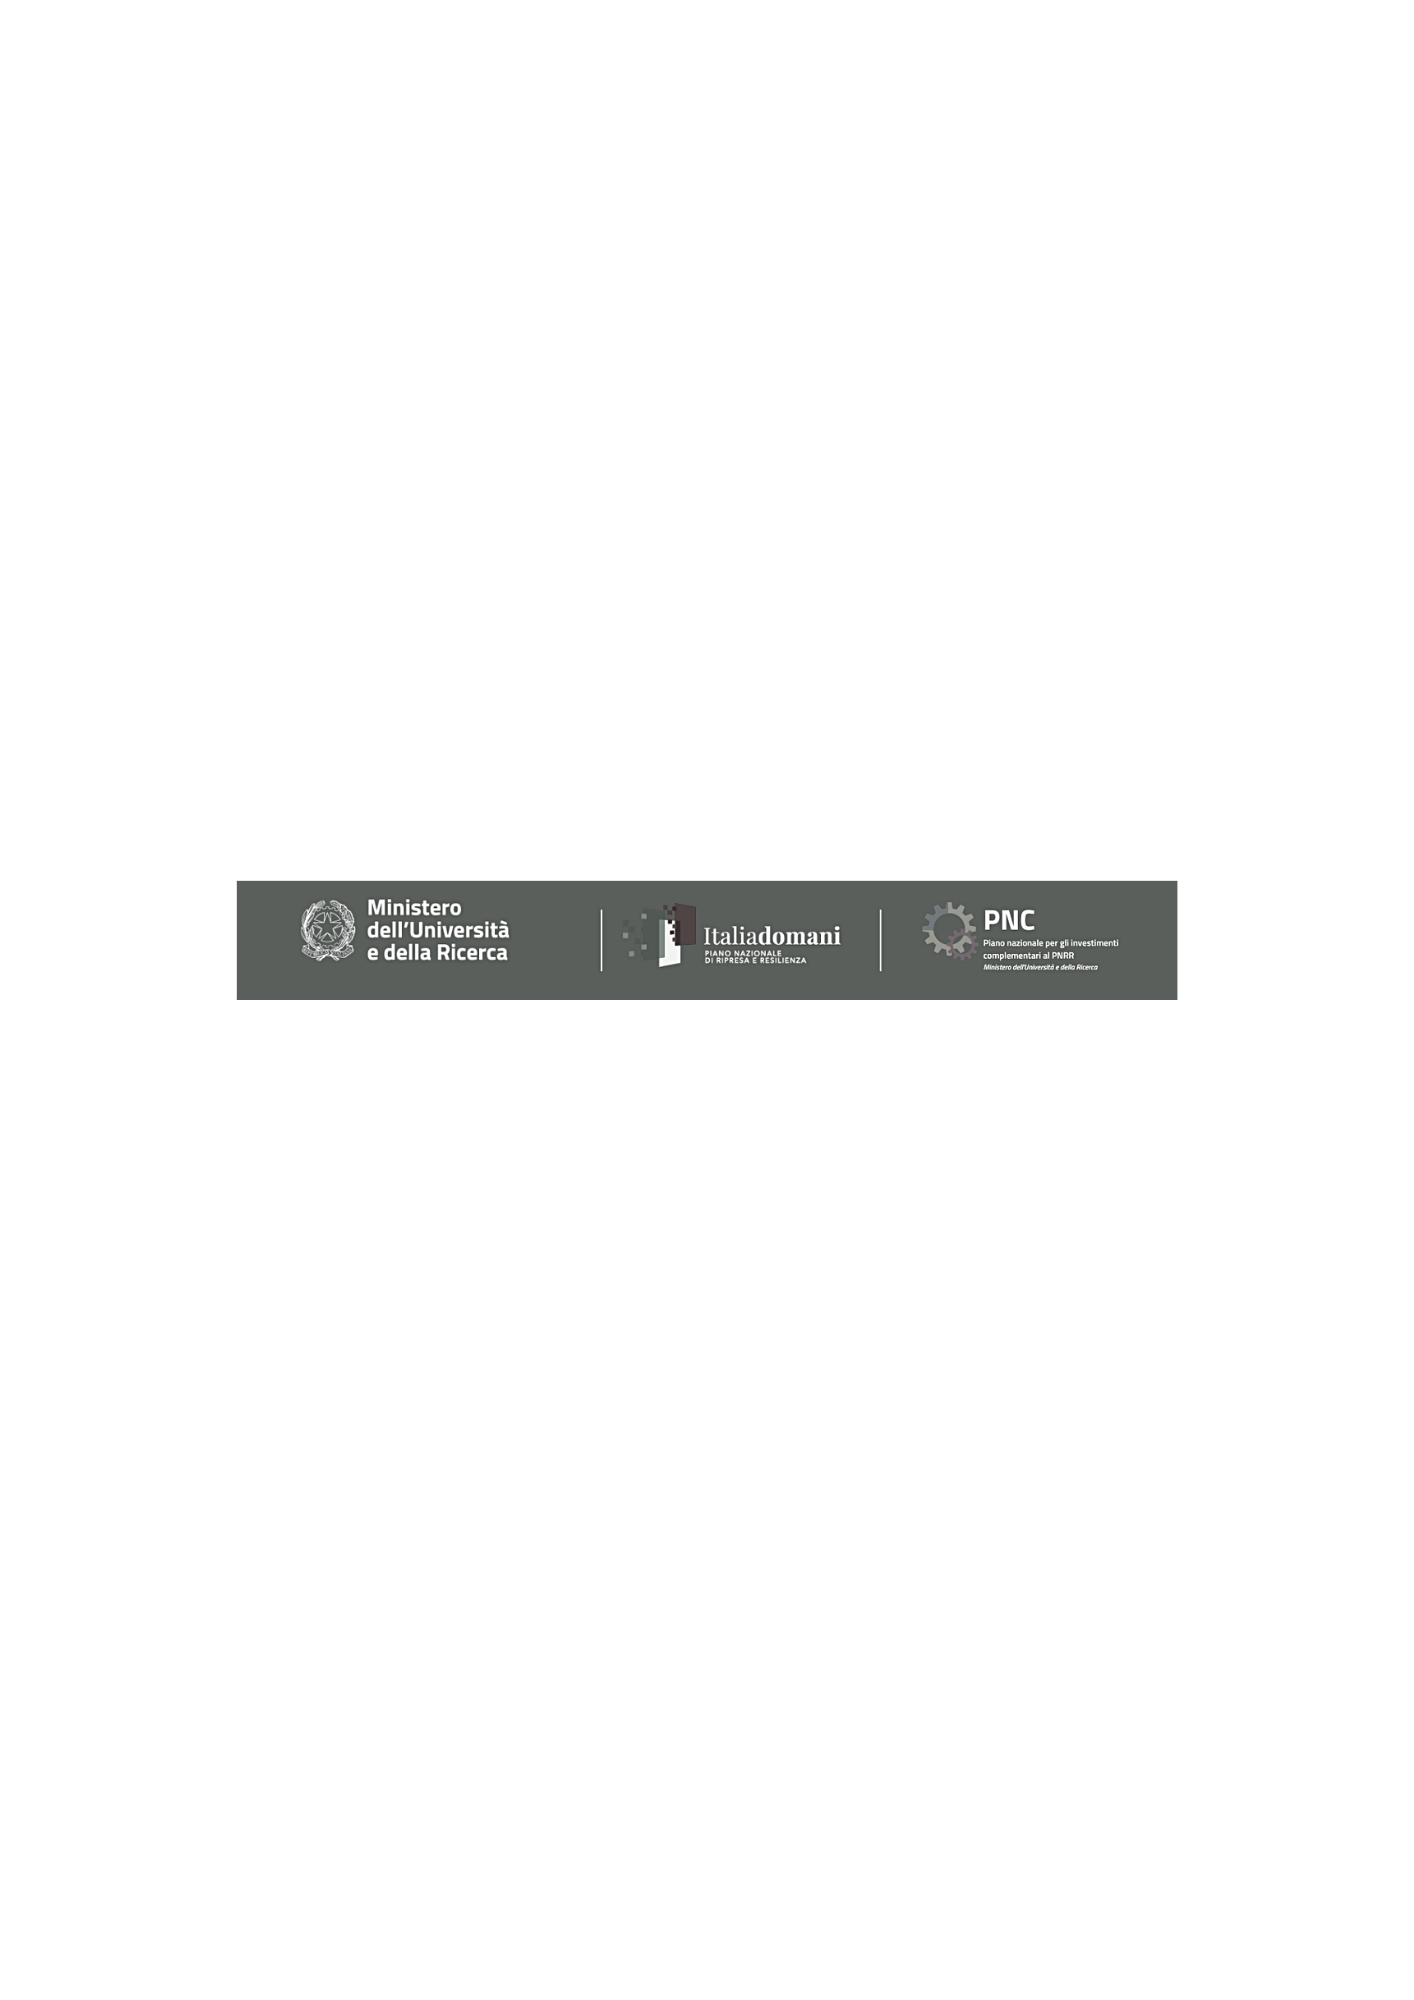 Ministero
dell'Università
e della Ricerca
Italiadomani
PIANO NAZIONALE
DI RIPRESA E RESILIENZA
PNC
Piano nazionale per gli investimenti
complementari al PNRR
Ministero dell'Università e della Ricerca